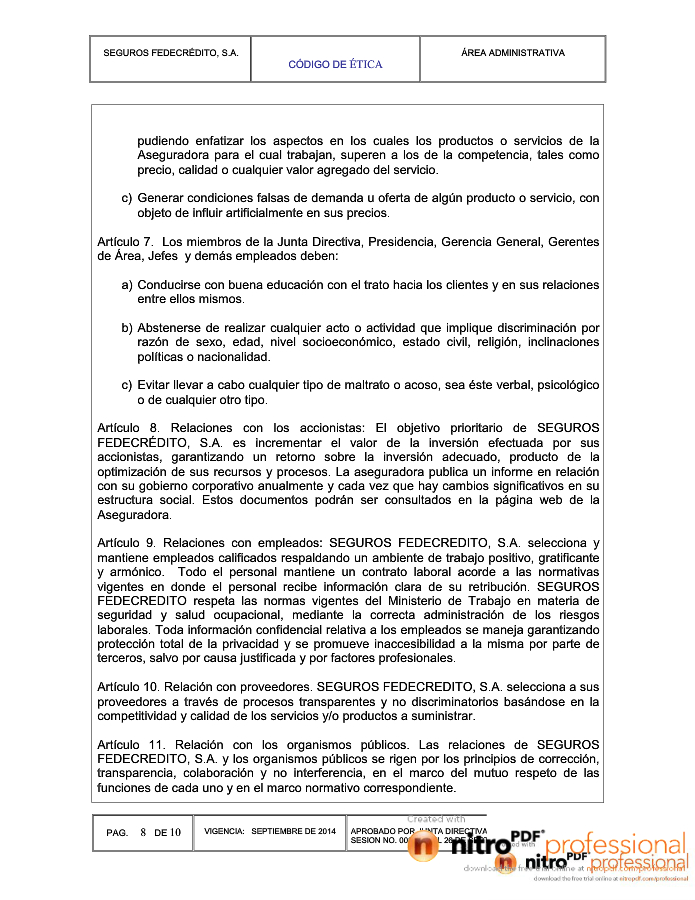 SEGUROS FEDECRÉDITO, S.A.
CÓDIGO DE ÉTICA
ÁREA ADMINISTRATIVA
pudiendo enfatizar los aspectos en los cuales los productos o servicios de la
Aseguradora para el cual trabajan, superen a los de la competencia, tales como
precio, calidad o cualquier valor agregado del servicio.
c) Generar condiciones falsas de demanda u oferta de algún producto o servicio, con
objeto de influir artificialmente en sus precios.
Artículo 7. Los miembros de la Junta Directiva, Presidencia, Gerencia General, Gerentes
de Área, Jefes y demás empleados deben:
a) Conducirse con buena educación con el trato hacia los clientes y en sus relaciones
entre ellos mismos.
b) Abstenerse de realizar cualquier acto o actividad que implique discriminación por
razón de sexo, edad, nivel socioeconómico, estado civil, religión, inclinaciones
políticas o nacionalidad.
c) Evitar llevar a cabo cualquier tipo de maltrato o acoso, sea éste verbal, psicológico
o de cualquier otro tipo.
Artículo 8. Relaciones con los accionistas: El objetivo prioritario de SEGUROS
FEDECRÉDITO, S.A. es incrementar el valor de la inversión efectuada por sus
accionistas, garantizando un retorno sobre la inversión adecuado, producto de la
optimización de sus recursos y procesos. La aseguradora publica un informe en relación
con su gobierno corporativo anualmente y cada vez que hay cambios significativos en su
estructura social. Estos documentos podrán ser consultados en la página web de la
Aseguradora.
Artículo 9. Relaciones con empleados: SEGUROS FEDECREDITO, S.A. selecciona y
mantiene empleados calificados respaldando un ambiente de trabajo positivo, gratificante
y armónico. Todo el personal mantiene un contrato laboral acorde a las normativas
vigentes en donde el personal recibe información clara de su retribución. SEGUROS
FEDECREDITO respeta las normas vigentes del Ministerio de Trabajo en materia de
seguridad y salud ocupacional, mediante la correcta administración de los riesgos
laborales. Toda información confidencial relativa a los empleados se maneja garantizando
protección total de la privacidad y se promueve inaccesibilidad a la misma por parte de
terceros, salvo por causa justificada y por factores profesionales.
Artículo 10. Relación con proveedores. SEGUROS FEDECREDITO, S.A. selecciona a sus
proveedores a través de procesos transparentes y no discriminatorios basándose en la
competitividad y calidad de los servicios y/o productos a suministrar.
Artículo 11. Relación con los organismos públicos. Las relaciones de SEGUROS
FEDECREDITO, S.A. y los organismos públicos se rigen por los principios de corrección,
transparencia, colaboración y no interferencia, en el marco del mutuo respeto de las
funciones de cada uno y en el marco normativo correspondiente.
PAG. 8 DE 10
VIGENCIA: SEPTIEMBRE DE 2014
APROBADO POR JUNTA DIRECTIVA
SESION NO.
Created with
nitroPDF professional
download the free trial online at nitropdf.com/professional
nitroPDF professional
download the free trial online at nitropdf.com/professional